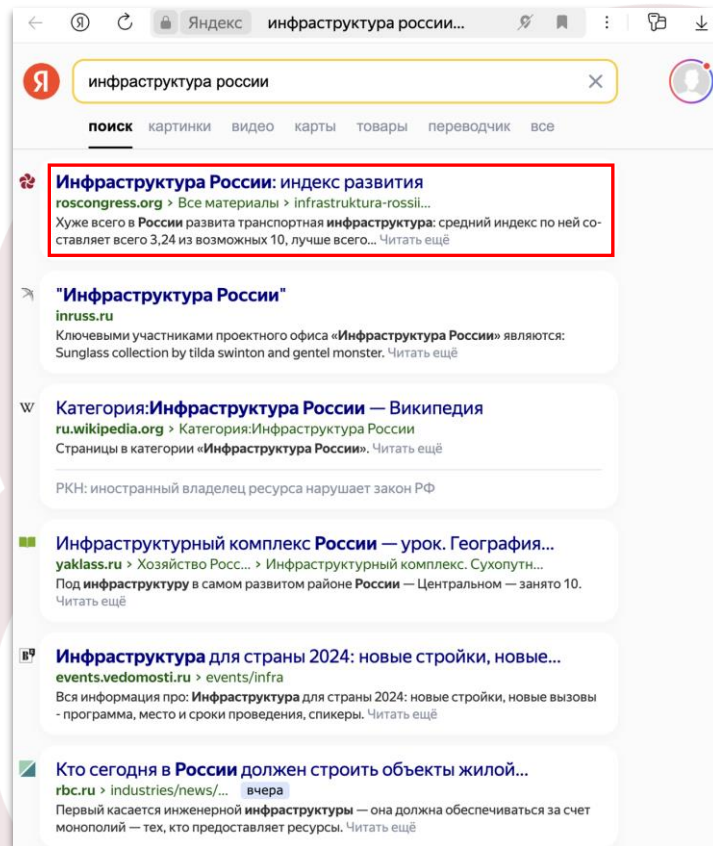 Яндекс инфраструктура россии...
Я
инфраструктура россии
поиск картинки видео карты товары переводчик все
Инфраструктура России: индекс развития
roscongress.org › Все материалы › infrastruktura-rossii...
Хуже всего в России развита транспортная инфраструктура: средний индекс по ней со-
ставляет всего 3,24 из возможных 10, лучше всего... Читать ещё
"Инфраструктура России"
inruss.ru
Ключевыми участниками проектного офиса «Инфраструктура России» являются:
Sunglass collection by tilda swinton and gentel monster. Читать ещё
W
Категория:Инфраструктура России — Википедия
ru.wikipedia.org › Категория:Инфраструктура России
Страницы в категории «Инфраструктура России». Читать ещё
РКН: иностранный владелец ресурса нарушает закон РФ
Инфраструктурный комплекс России — урок. География...
yaklass.ru › Хозяйство Росс... › Инфраструктурный комплекс. Сухопутн...
Под инфраструктуру в самом развитом районе России — Центральном — занято 10.
Читать ещё
Инфраструктура для страны 2024: новые стройки, новые...
events.vedomosti.ru › events/infra
Вся информация про: Инфраструктура для страны 2024: новые стройки, новые вызовы
- программа, место и сроки проведения, спикеры. Читать ещё
Кто сегодня в России должен строить объекты жилой...
rbc.ru › industries/news/... вчера
Первый касается инженерной инфраструктуры — она должна обеспечиваться за счет
монополий — тех, кто предоставляет ресурсы. Читать ещё